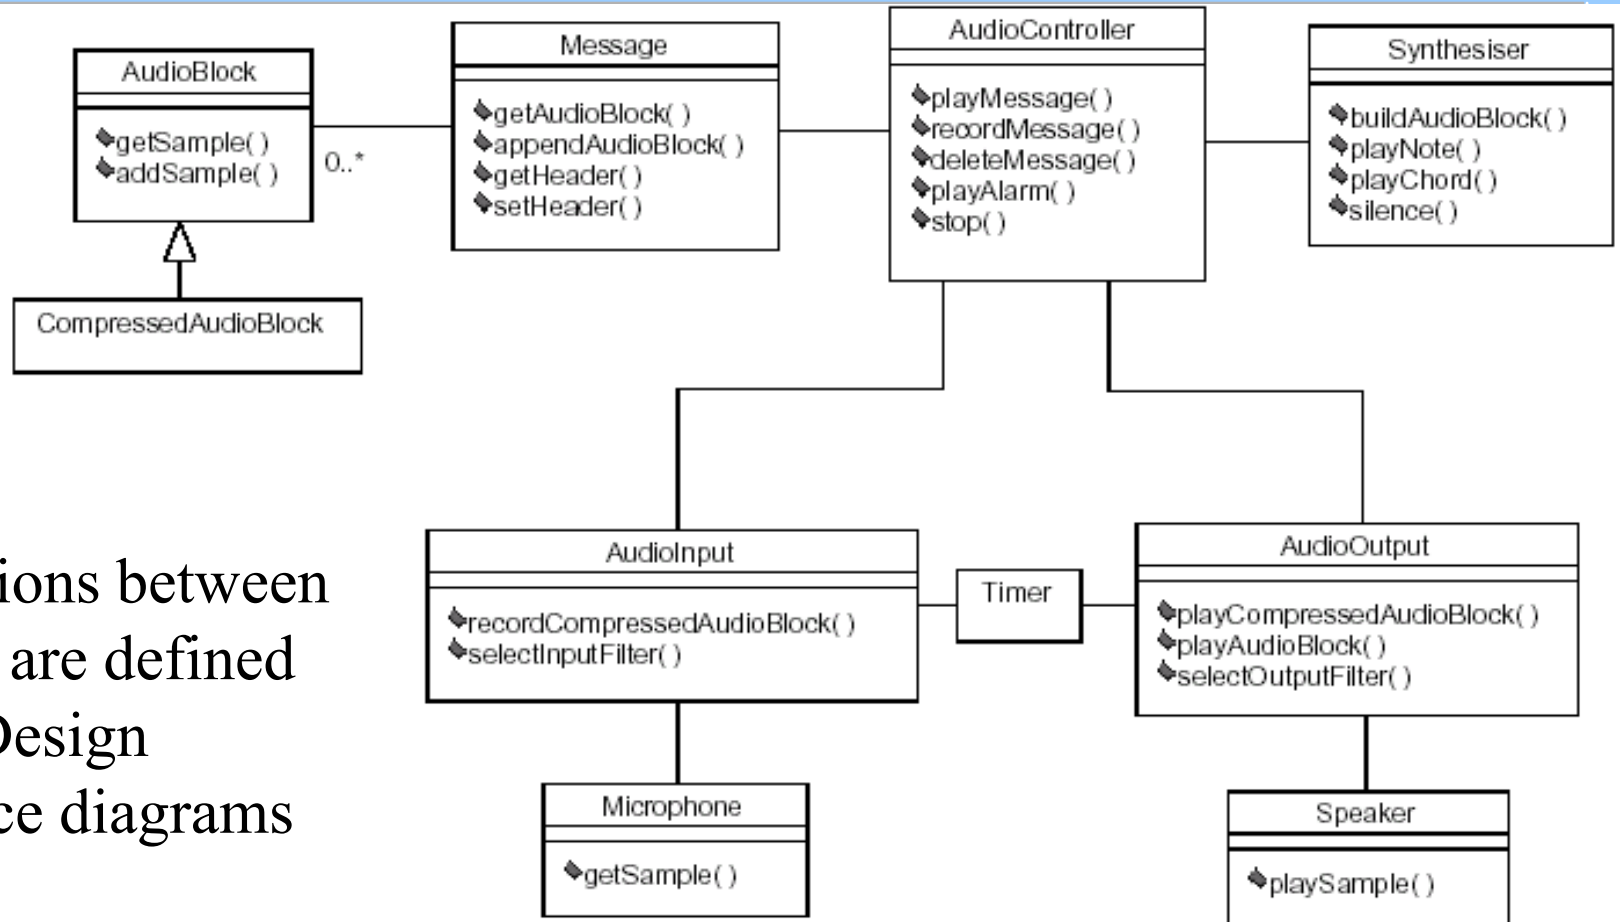 AudioBlock
getSample( )
addSample( )
0..*
CompressedAudioBlock
Message
getAudioBlock( )
appendAudioBlock( )
getHeader( )
setHeader( )
AudioController
playMessage( )
recordMessage( )
deleteMessage( )
playAlarm( )
stop( )
Synthesiser
buildAudioBlock( )
playNote( )
playChord( )
silence( )
AudioInput
recordCompressedAudioBlock( )
selectInputFilter( )
Timer
AudioOutput
playCompressedAudioBlock( )
playAudioBlock( )
selectOutputFilter( )
Microphone
getSample( )
Speaker
playSample( )
between
are defined
Design
diagrams